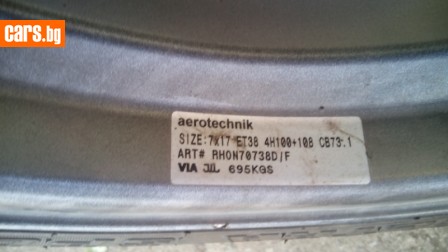 cars.bg
aerotechnik
SIZE:7x17 ET38 4H100+108 CB73.1
ART# RHON70738D/F
VIA JWL 695KGS